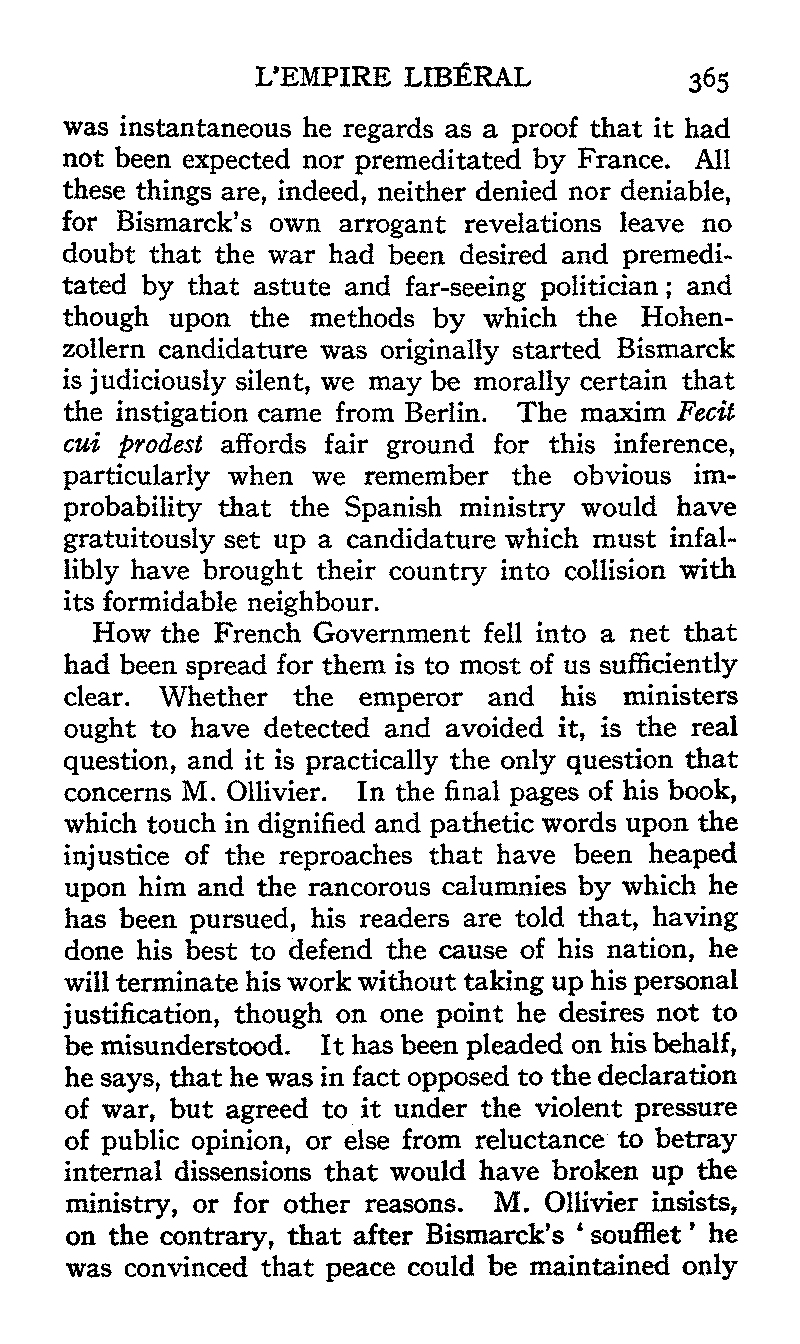 L'EMPIRE LIBÉRAL 365
was instantaneous he regards as a proof that it had
not been expected nor premeditated by France. All
these things are, indeed, neither denied nor deniable,
for Bismarck's own arrogant revelations leave no
doubt that the war had been desired and premedi-
tated by that astute and far-seeing politician; and
though upon the methods by which the Hohen-
zollern candidature was originally started Bismarck
is judiciously silent, we may be morally certain that
the instigation came from Berlin. The maxim Fecit
cui prodest affords fair ground for this inference,
particularly when we remember the obvious im-
probability that the Spanish ministry would have
gratuitously set up a candidature which must infal-
libly have brought their country into collision with
its formidable neighbour.
How the French Government fell into a net that
had been spread for them is to most of us sufficiently
clear. Whether the emperor and his ministers
ought to have detected and avoided it, is the real
question, and it is practically the only question that
concerns M. Ollivier. In the final pages of his book,
which touch in dignified and pathetic words upon the
injustice of the reproaches that have been heaped
upon him and the rancorous calumnies by which he
has been pursued, his readers are told that, having
done his best to defend the cause of his nation, he
will terminate his work without taking up his personal
justification, though on one point he desires not to
be misunderstood. It has been pleaded on his behalf,
he says, that he was in fact opposed to the declaration
of war, but agreed to it under the violent pressure
of public opinion, or else from reluctance to betray
internal dissensions that would have broken up the
ministry, or for other reasons. M. Ollivier insists,
on the contrary, that after Bismarck's ‘soufflet’ he
was convinced that peace could be maintained only